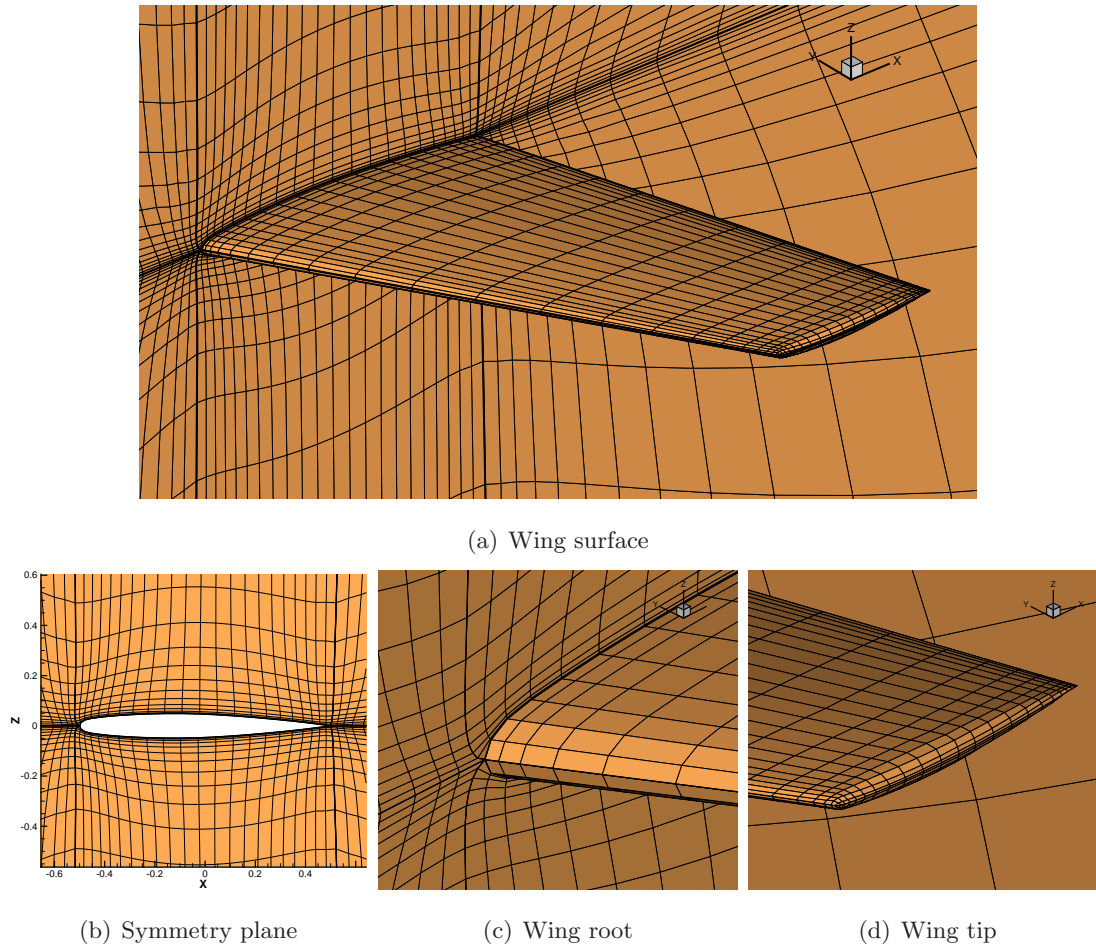 Z
Y
X
(a) Wing surface
0.6
0.4
0.2
0
-0.2
-0.4
Z
-0.6
-0.4
-0.2
0
0.2
0.4
X
Z
Y
Z
Y
X
(b) Symmetry plane
(c) Wing root
(d) Wing tip